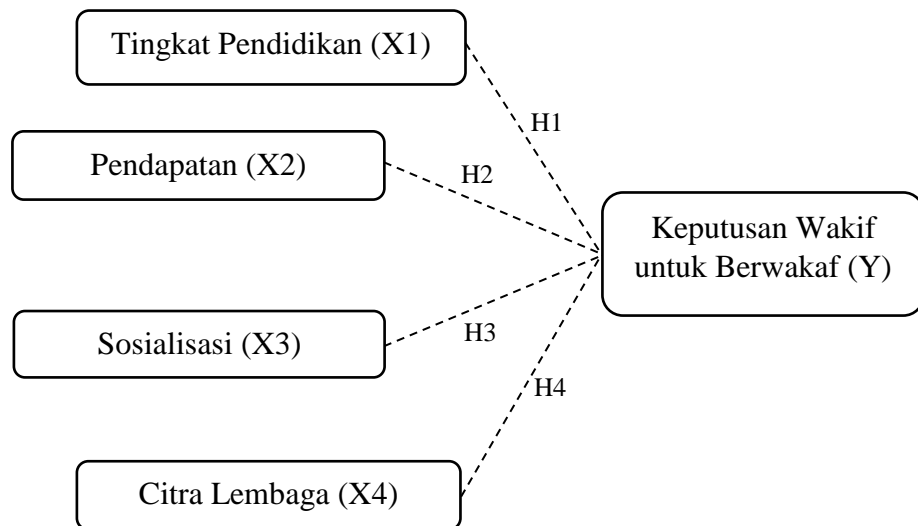 Tingkat Pendidikan (X1)
H1
Pendapatan (X2)
H2
Keputusan Wakif
untuk Berwakaf (Y)
Sosialisasi (X3)
H3
H4
Citra Lembaga (X4)